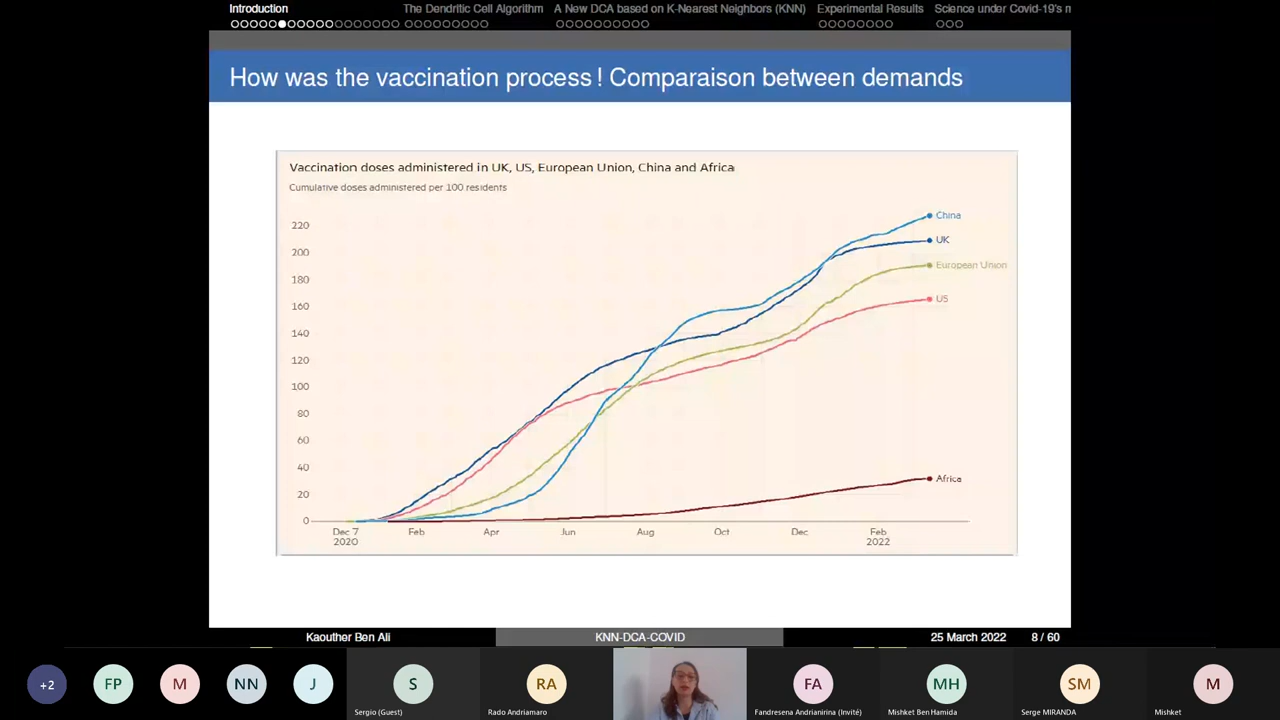 Introduction
The Dendritic Cell Algorithm
A New DCA based on K-Nearest Neighbors (KNN)
Experimental Results
Science under Covid-19's
How was the vaccination process ! Comparaison between demands
Vaccination doses administered in UK, US, European Union, China and Africa
Cumulative doses administered per 100 residents
220
200
180
160
140
120
100
80
60
40
20
0
China
UK
European Union
US
Africa
Dec 7
2020
Feb
Apr
Jun
Aug
Oct
Dec
Feb
2022
Kaouther Ben Ali
KNN-DCA-COVID
25 March 2022
8 / 60
+2
FP
M
NN
J
S
RA
FA
MH
SM
M
Sergio (Guest)
Rado Andriamaro
Fandresena Andrianirina (Invité)
Mishket Ben Hamida
Serge MIRANDA
Mishket